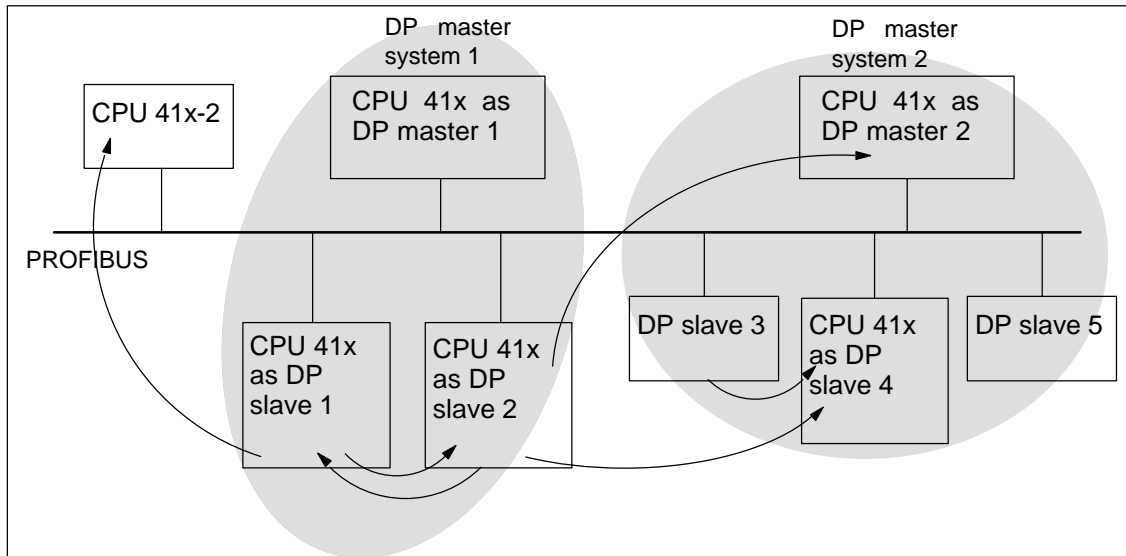 DP master
system 1
DP master
system 2
CPU 41x-2
CPU 41x as
DP master 1
CPU 41x as
DP master 2
PROFIBUS
CPU 41x
as DP
slave 1
CPU 41x
as DP
slave 2
DP slave 3
CPU 41x
as DP
slave 4
DP slave 5